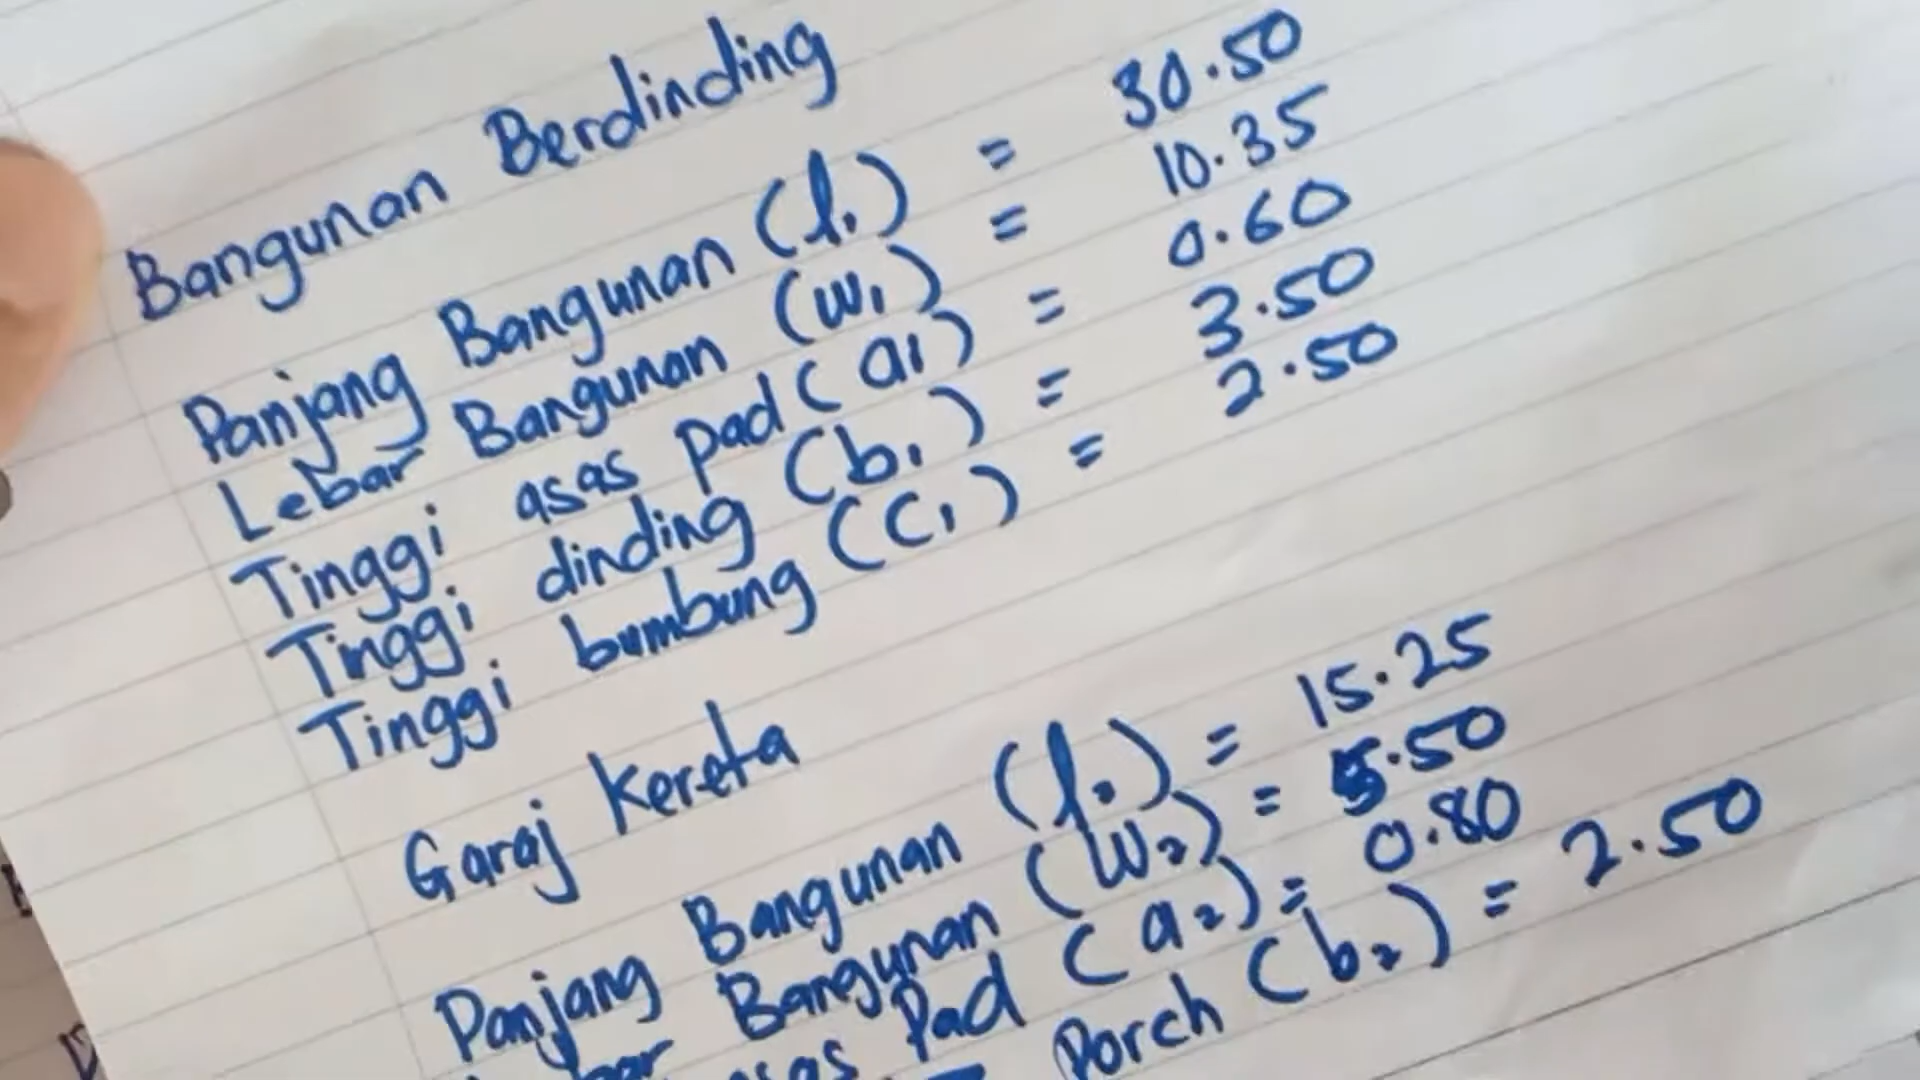 Bangunan Berdinding
Panjang Bangunan (l1) = 30.50
Lebar Bangunan (w1) = 10.35
Tinggi asas pad (a1) = 0.60
Tinggi dinding (b1) = 3.50
Tinggi bumbung (c1) = 2.50
Garaj Kereta
Panjang Bangunan (l2) = 15.25
Bangunan (w2) = 5.50
asas Pad (a2) = 0.80
Porch (b2) = 2.50